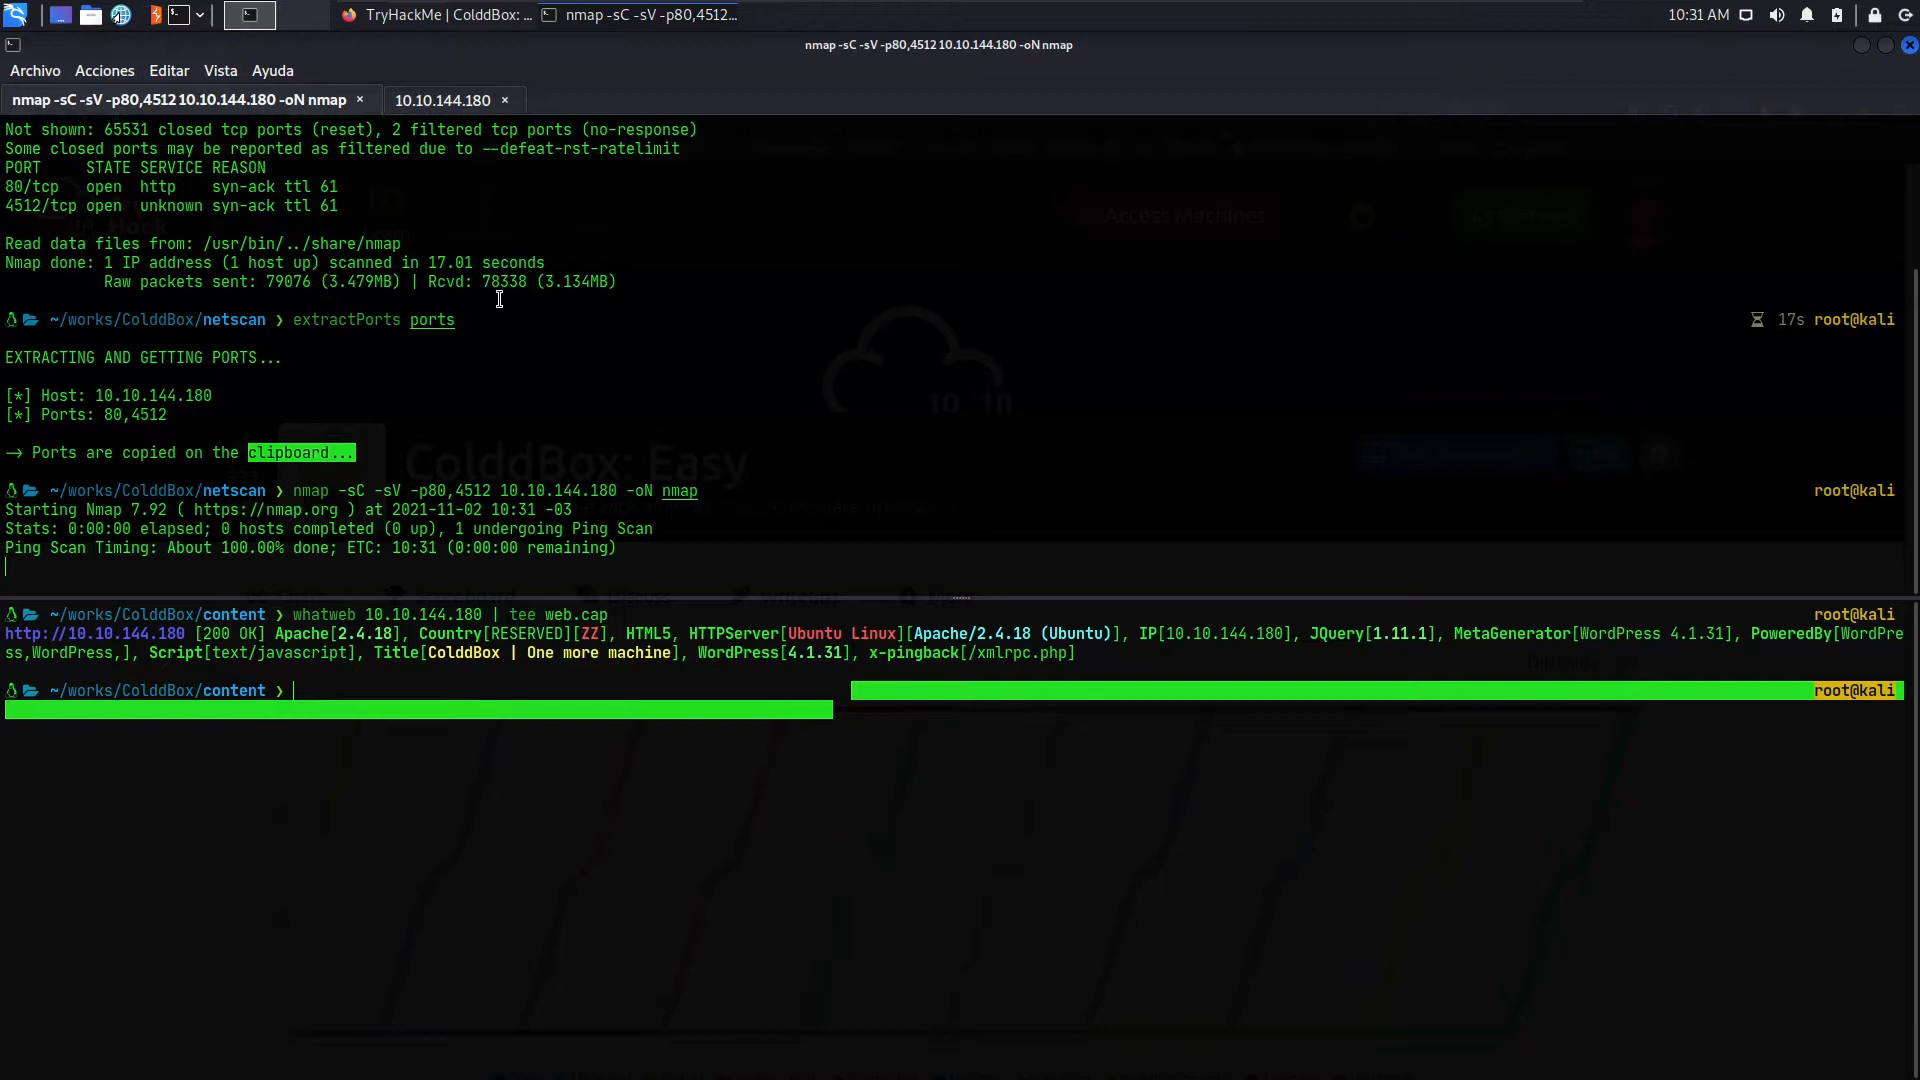 TryHackMe | ColddBox: ...
nmap -sC -sV -p80,4512...
10:31 AM
nmap -sC -sV -p80,4512 10.10.144.180 -oN nmap
Archivo Acciones Editar Vista Ayuda
nmap -sC -sV -p80,4512 10.10.144.180 -oN nmap × 10.10.144.180 ×
Not shown: 65531 closed tcp ports (reset), 2 filtered tcp ports (no-response)
Some closed ports may be reported as filtered due to --defeat-rst-ratelimit
PORT STATE SERVICE REASON
80/tcp open http syn-ack ttl 61
4512/tcp open unknown syn-ack ttl 61
Access Machines
Read data files from: /usr/bin/../share/nmap
Nmap done: 1 IP address (1 host up) scanned in 17.01 seconds
Raw packets sent: 79076 (3.479MB) | Rcvd: 78338 (3.134MB)
~/works/ColddBox/netscan ❯ extractPorts ports 17s root@kali
EXTRACTING AND GETTING PORTS...
[*] Host: 10.10.144.180
[*] Ports: 80,4512
→ Ports are copied on the clipboard...
ColddBox: Easy
~/works/ColddBox/netscan ❯ nmap -sC -sV -p80,4512 10.10.144.180 -oN nmap root@kali
Starting Nmap 7.92 ( https://nmap.org ) at 2021-11-02 10:31 -03
Stats: 0:00:00 elapsed; 0 hosts completed (0 up), 1 undergoing Ping Scan
Ping Scan Timing: About 100.00% done; ETC: 10:31 (0:00:00 remaining)
~/works/ColddBox/content ❯ whatweb 10.10.144.180 | tee web.cap root@kali
http://10.10.144.180 [200 OK] Apache[2.4.18], Country[RESERVED][ZZ], HTML5, HTTPServer[Ubuntu Linux][Apache/2.4.18 (Ubuntu)], IP[10.10.144.180], JQuery[1.11.1], MetaGenerator[WordPress 4.1.31], PoweredBy[WordPre
ss,WordPress,], Script[text/javascript], Title[ColddBox | One more machine], WordPress[4.1.31], x-pingback[/xmlrpc.php]
~/works/ColddBox/content ❯ root@kali